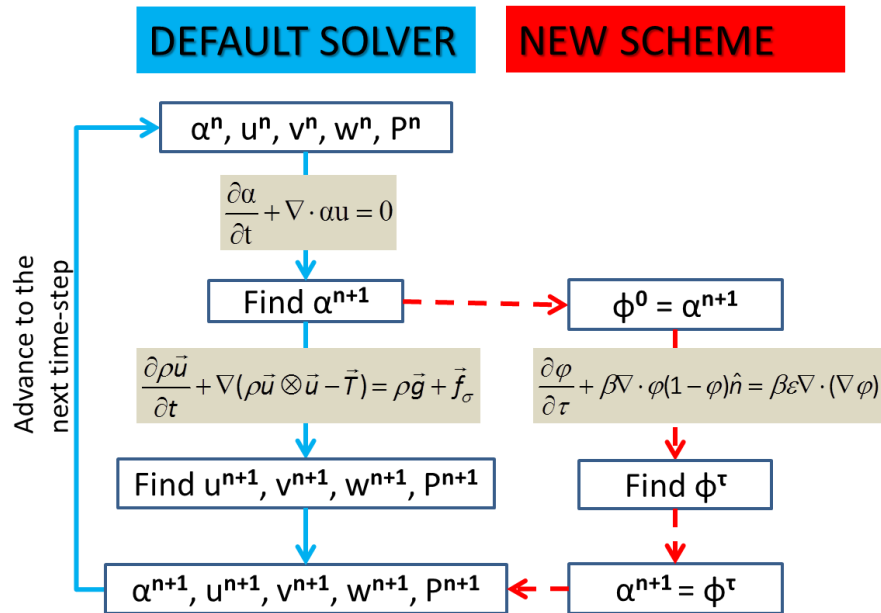 DEFAULT SOLVER
NEW SCHEME
αⁿ, uⁿ, vⁿ, wⁿ, Pⁿ
∂α/∂t + ∇ · αu = 0
Find αⁿ⁺¹
ϕ⁰ = αⁿ⁺¹
∂ρu⃗/∂t + ∇(ρu⃗ ⊗ u⃗ − T⃗) = ρg⃗ + f⃗_σ
∂φ/∂τ + β∇ · φ(1 − φ)n̂ = βε∇ · (∇φ)
Find uⁿ⁺¹, vⁿ⁺¹, wⁿ⁺¹, Pⁿ⁺¹
Find ϕ^τ
αⁿ⁺¹, uⁿ⁺¹, vⁿ⁺¹, wⁿ⁺¹, Pⁿ⁺¹
αⁿ⁺¹ = ϕ^τ
Advance to the
next time-step